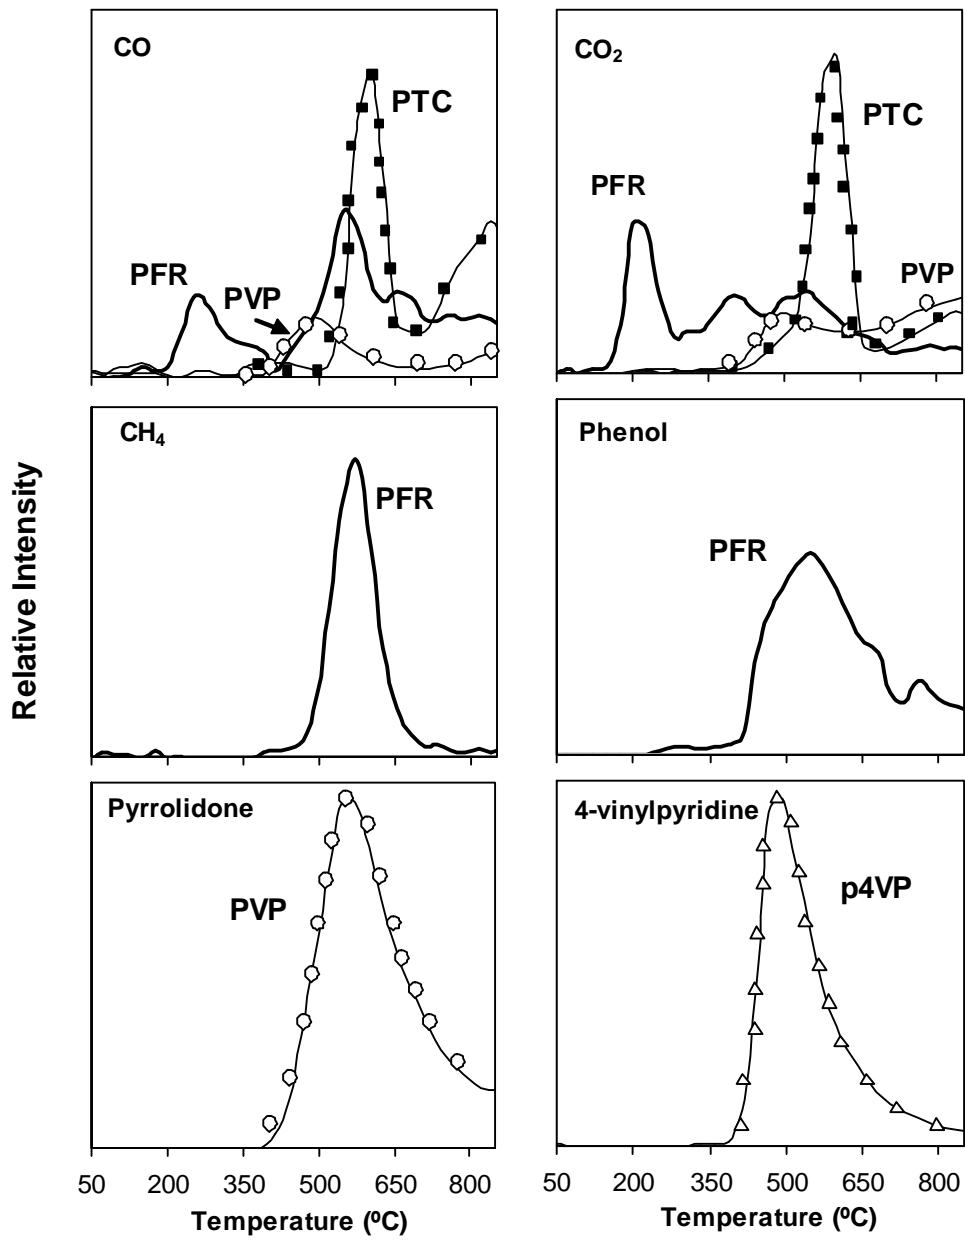 CO
PTC
PFR
PVP
CO₂
PTC
PFR
PVP
CH₄
PFR
Phenol
PFR
Relative Intensity
Pyrrolidone
PVP
4-vinylpyridine
p4VP
50 200 350 500 650 800
Temperature (ºC)
50 200 350 500 650 800
Temperature (ºC)